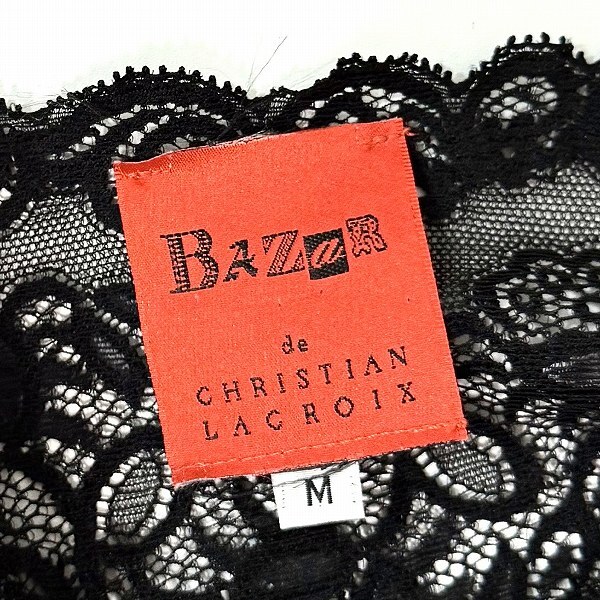 BAZaR
de
CHRISTIAN
LACROIX
M